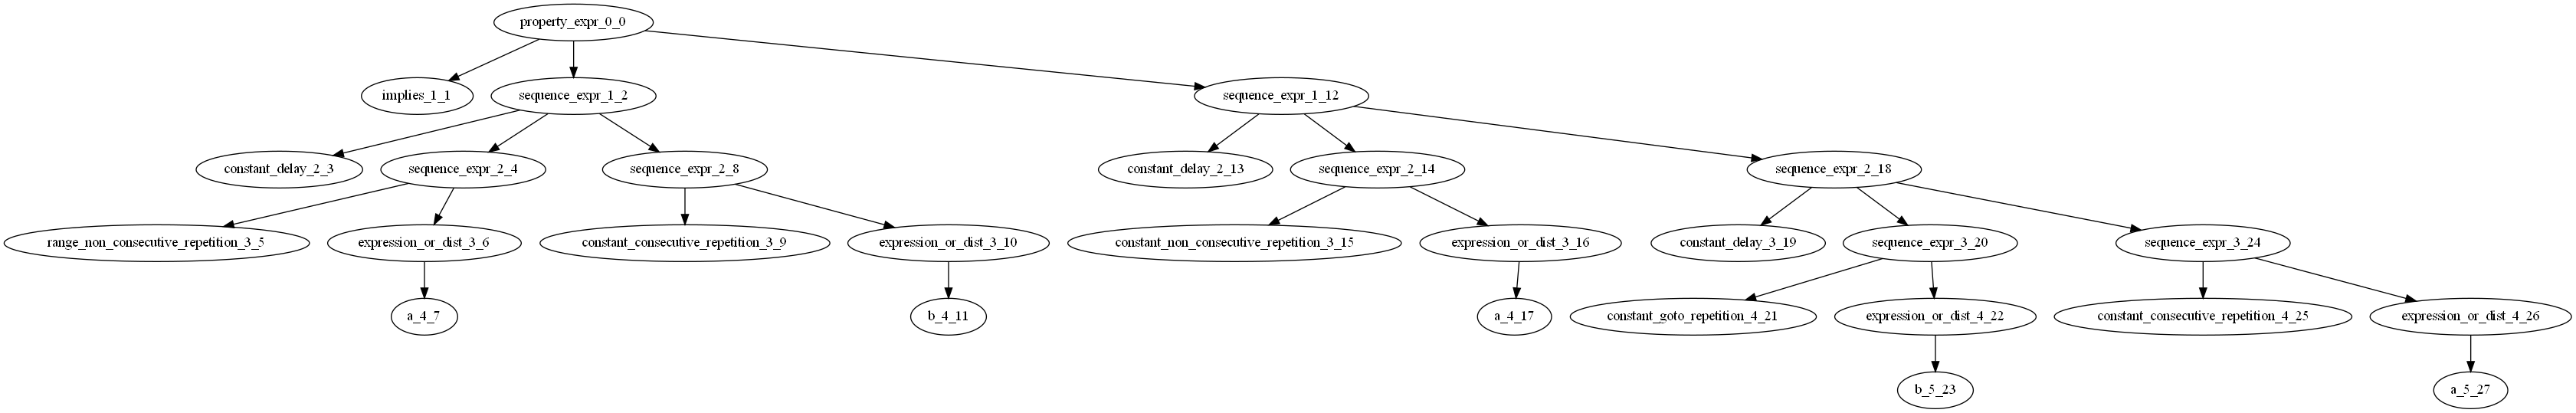 property_expr_0_0
implies_1_1
sequence_expr_1_2
sequence_expr_1_12
constant_delay_2_3
sequence_expr_2_4
sequence_expr_2_8
constant_delay_2_13
sequence_expr_2_14
sequence_expr_2_18
range_non_consecutive_repetition_3_5
expression_or_dist_3_6
constant_consecutive_repetition_3_9
expression_or_dist_3_10
constant_non_consecutive_repetition_3_15
expression_or_dist_3_16
constant_delay_3_19
sequence_expr_3_20
sequence_expr_3_24
a_4_7
b_4_11
a_4_17
constant_goto_repetition_4_21
expression_or_dist_4_22
constant_consecutive_repetition_4_25
expression_or_dist_4_26
b_5_23
a_5_27